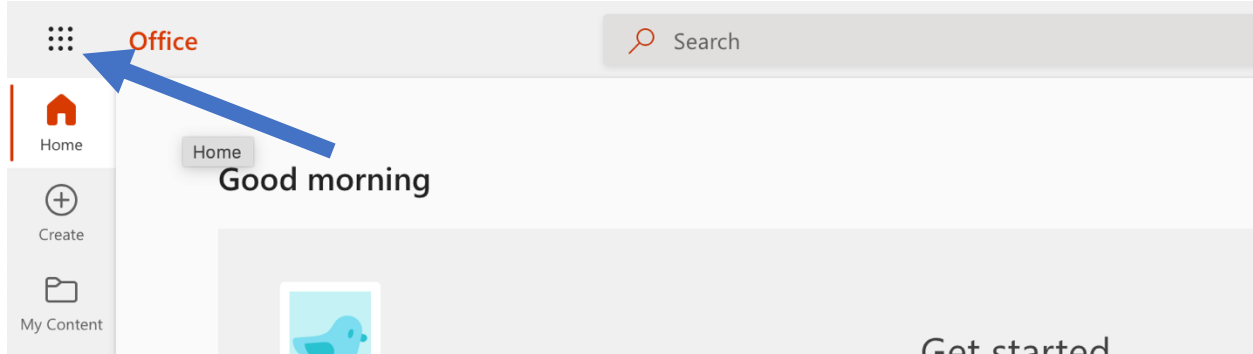 Office
Search
Home
Home
Good morning
Create
My Content
Get started